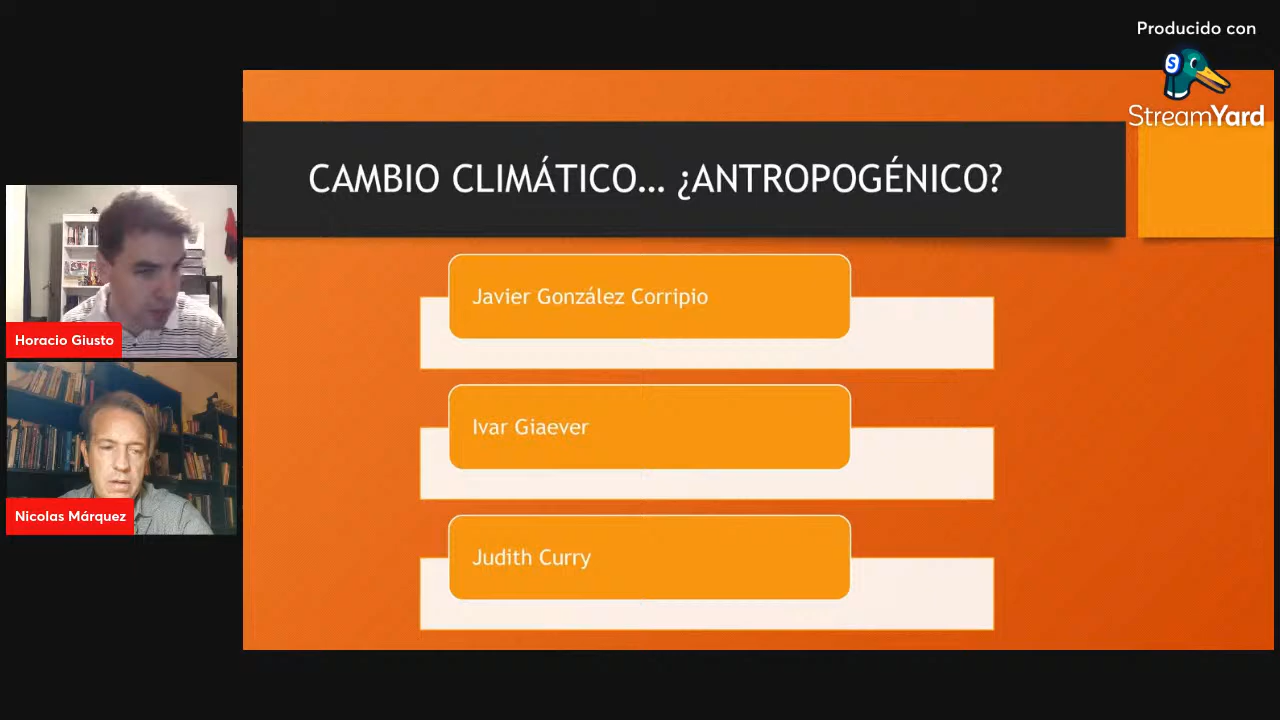 Producido con
StreamYard
CAMBIO CLIMÁTICO... ¿ANTROPOGÉNICO?
Javier González Corripio
Horacio Giusto
Ivar Giaever
Nicolas Márquez
Judith Curry